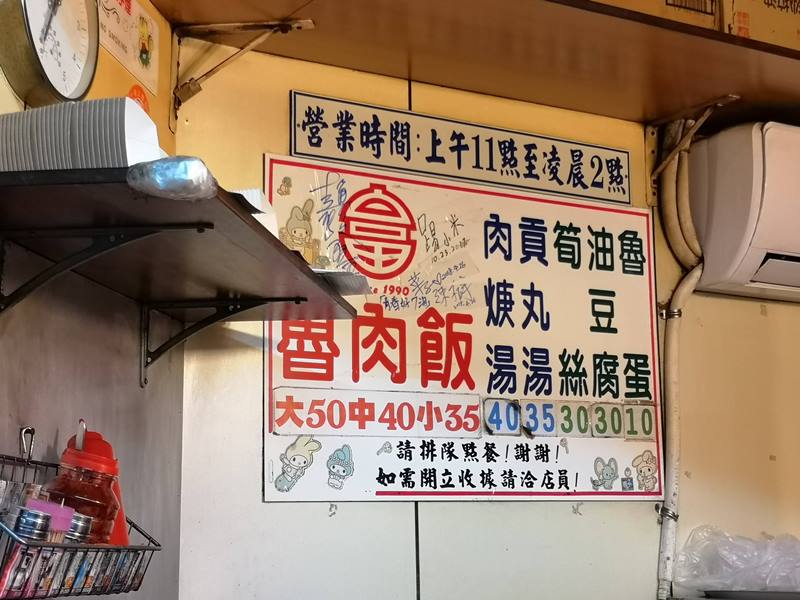 營業時間:上午11點至凌晨2點
since 1990
魯肉飯
大50中40小35
肉焿湯 40
貢丸湯 35
筍絲 30
油豆腐 30
魯蛋 10
請排隊點餐!謝謝!
如需開立收據請洽店員!